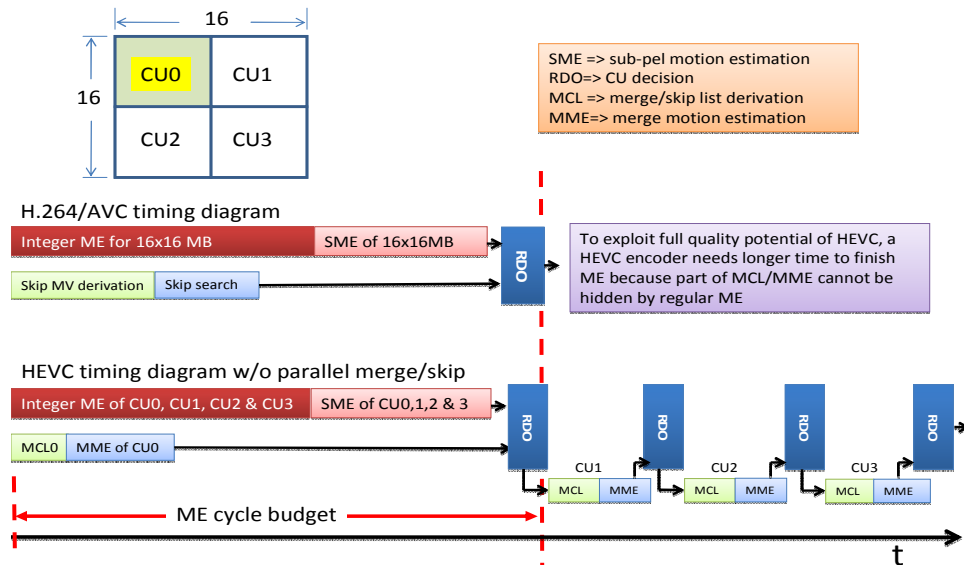 16
16
CU0
CU1
CU2
CU3
SME => sub-pel motion estimation
RDO=> CU decision
MCL => merge/skip list derivation
MME=> merge motion estimation
H.264/AVC timing diagram
Integer ME for 16x16 MB
SME of 16x16MB
RDO
Skip MV derivation
Skip search
To exploit full quality potential of HEVC, a
HEVC encoder needs longer time to finish
ME because part of MCL/MME cannot be
hidden by regular ME
HEVC timing diagram w/o parallel merge/skip
Integer ME of CU0, CU1, CU2 & CU3
SME of CU0,1,2 & 3
RDO
RDO
RDO
RDO
MCL0
MME of CU0
CU1
CU2
CU3
MCL
MME
MCL
MME
MCL
MME
ME cycle budget
t